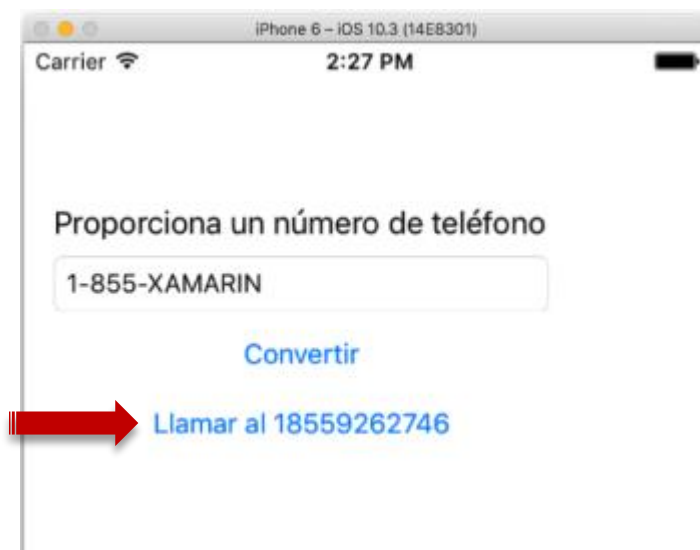 iPhone 6 – iOS 10.3 (14E8301)
Carrier 2:27 PM
Proporciona un número de teléfono
1-855-XAMARIN
Convertir
Llamar al 18559262746